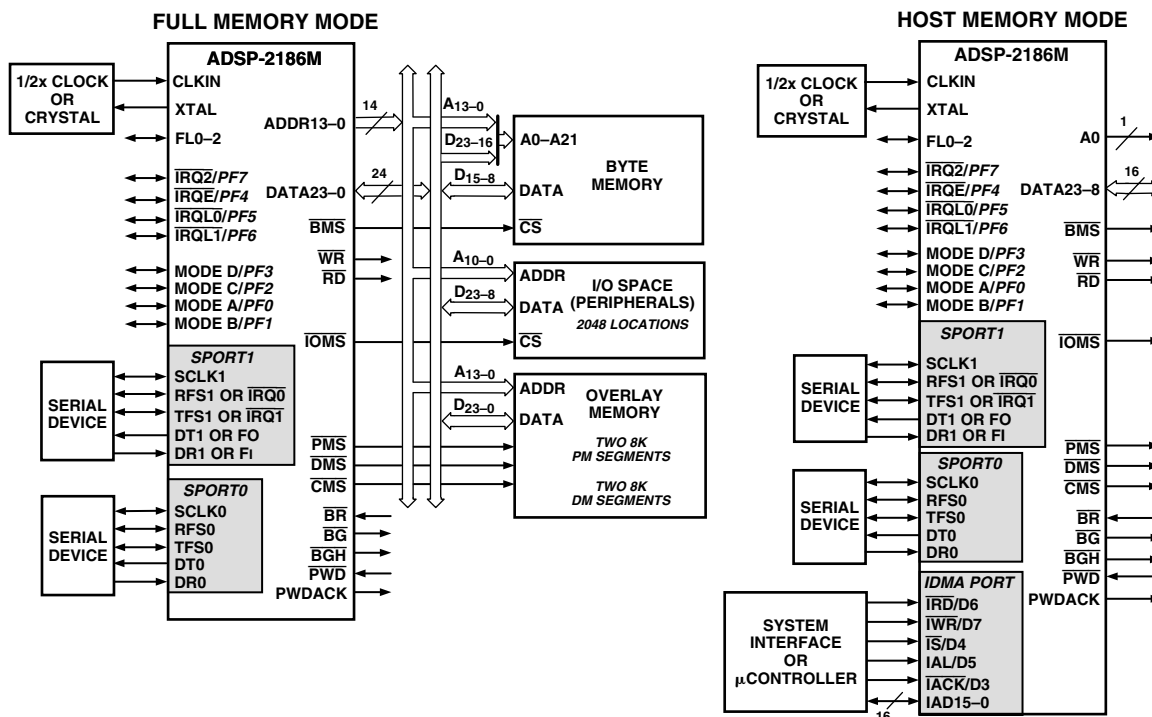 FULL MEMORY MODE
ADSP-2186M
1/2x CLOCK
OR
CRYSTAL
CLKIN
XTAL
FL0–2
IRQ2/PF7
IRQE/PF4
IRQL0/PF5
IRQL1/PF6
MODE D/PF3
MODE C/PF2
MODE A/PF0
MODE B/PF1
SERIAL
DEVICE
SPORT1
SCLK1
RFS1 OR IRQ0
TFS1 OR IRQ1
DT1 OR FO
DR1 OR FI
SERIAL
DEVICE
SPORT0
SCLK0
RFS0
TFS0
DT0
DR0
ADDR13–0
14
DATA23–0
24
BMS
WR
RD
IOMS
PMS
DMS
CMS
BR
BG
BGH
PWD
PWDACK
A13–0
D23–16
D15–8
A0–A21
BYTE
MEMORY
DATA
CS
A10–0
D23–8
ADDR
I/O SPACE
(PERIPHERALS)
DATA
2048 LOCATIONS
CS
A13–0
D23–0
ADDR
OVERLAY
MEMORY
DATA
TWO 8K
PM SEGMENTS
TWO 8K
DM SEGMENTS
HOST MEMORY MODE
ADSP-2186M
1/2x CLOCK
OR
CRYSTAL
CLKIN
XTAL
FL0–2
IRQ2/PF7
IRQE/PF4
IRQL0/PF5
IRQL1/PF6
MODE D/PF3
MODE C/PF2
MODE A/PF0
MODE B/PF1
SERIAL
DEVICE
SPORT1
SCLK1
RFS1 OR IRQ0
TFS1 OR IRQ1
DT1 OR FO
DR1 OR FI
SERIAL
DEVICE
SPORT0
SCLK0
RFS0
TFS0
DT0
DR0
SYSTEM
INTERFACE
OR
μCONTROLLER
IDMA PORT
IRD/D6
IWR/D7
IS/D4
IAL/D5
IACK/D3
IAD15–0
16
A0
1
DATA23–8
16
BMS
WR
RD
IOMS
PMS
DMS
CMS
BR
BG
BGH
PWD
PWDACK